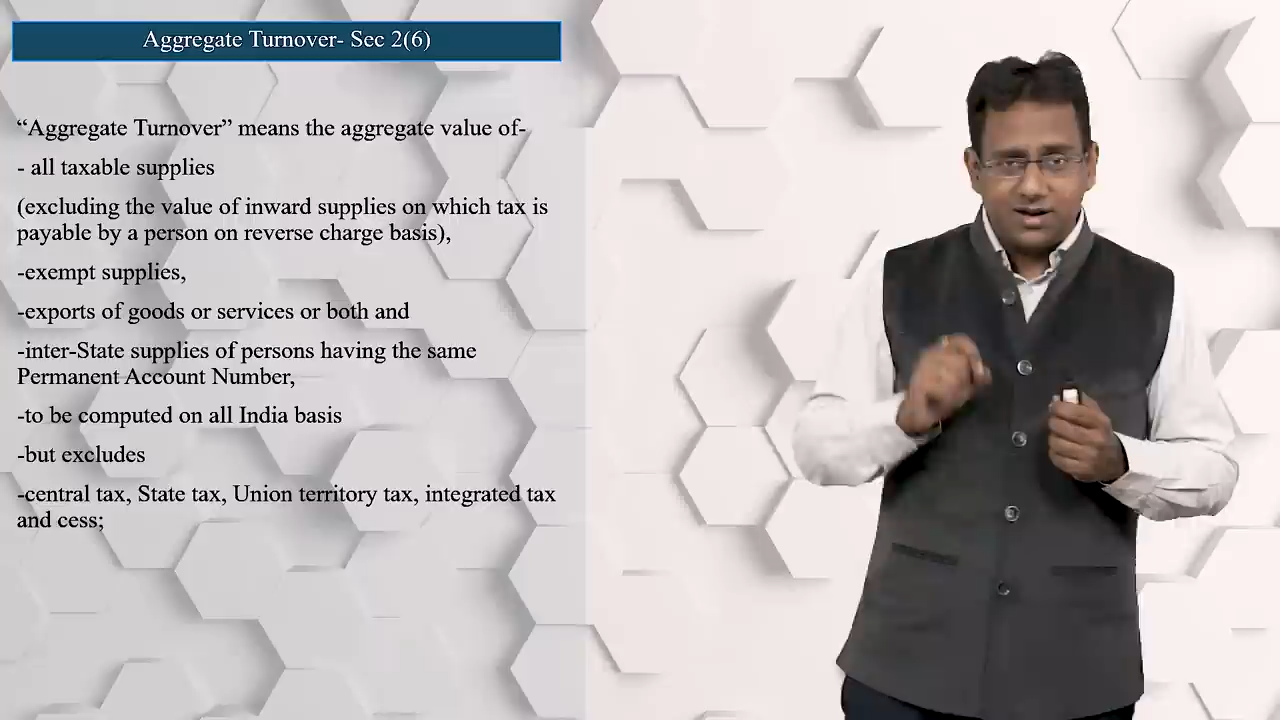 Aggregate Turnover- Sec 2(6)
“Aggregate Turnover” means the aggregate value of-
- all taxable supplies
(excluding the value of inward supplies on which tax is
payable by a person on reverse charge basis),
-exempt supplies,
-exports of goods or services or both and
-inter-State supplies of persons having the same
Permanent Account Number,
-to be computed on all India basis
-but excludes
-central tax, State tax, Union territory tax, integrated tax
and cess;